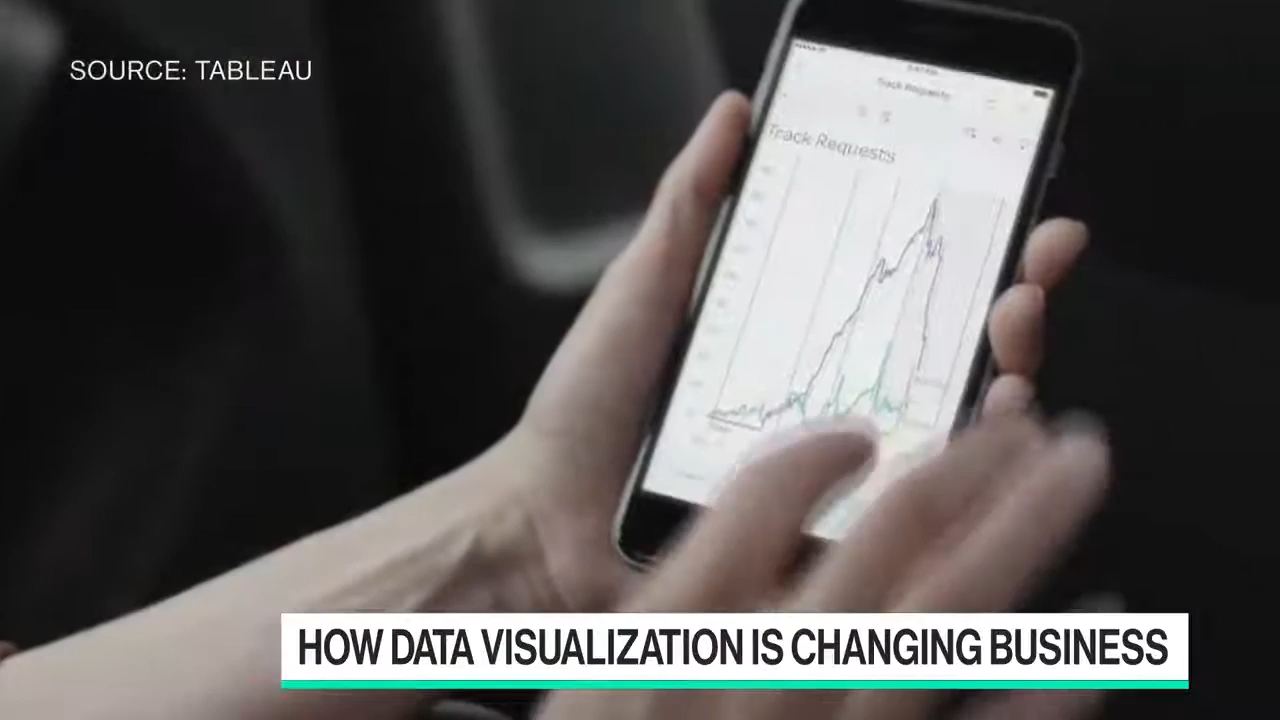 SOURCE: TABLEAU
Track Requests
Track Requests
HOW DATA VISUALIZATION IS CHANGING BUSINESS